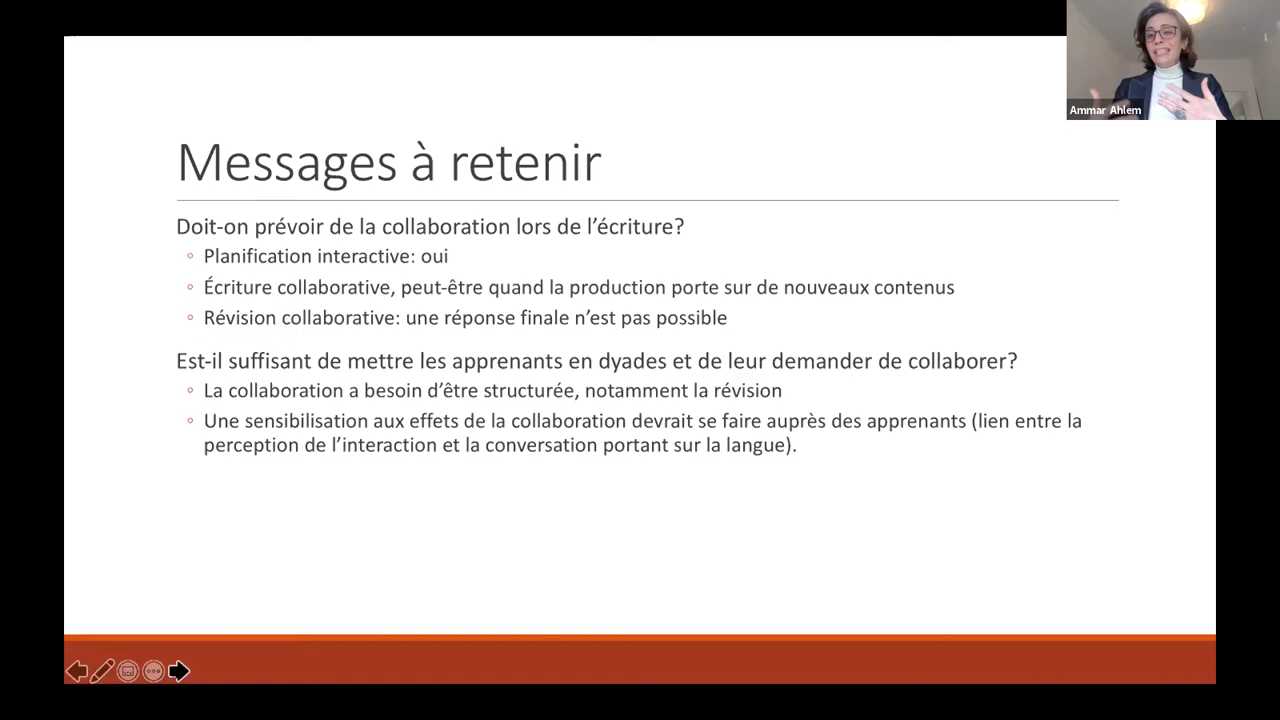 Ammar Ahlem
Messages à retenir
Doit-on prévoir de la collaboration lors de l’écriture?
◦ Planification interactive: oui
◦ Écriture collaborative, peut-être quand la production porte sur de nouveaux contenus
◦ Révision collaborative: une réponse finale n’est pas possible
Est-il suffisant de mettre les apprenants en dyades et de leur demander de collaborer?
◦ La collaboration a besoin d’être structurée, notamment la révision
◦ Une sensibilisation aux effets de la collaboration devrait se faire auprès des apprenants (lien entre la
perception de l’interaction et la conversation portant sur la langue).